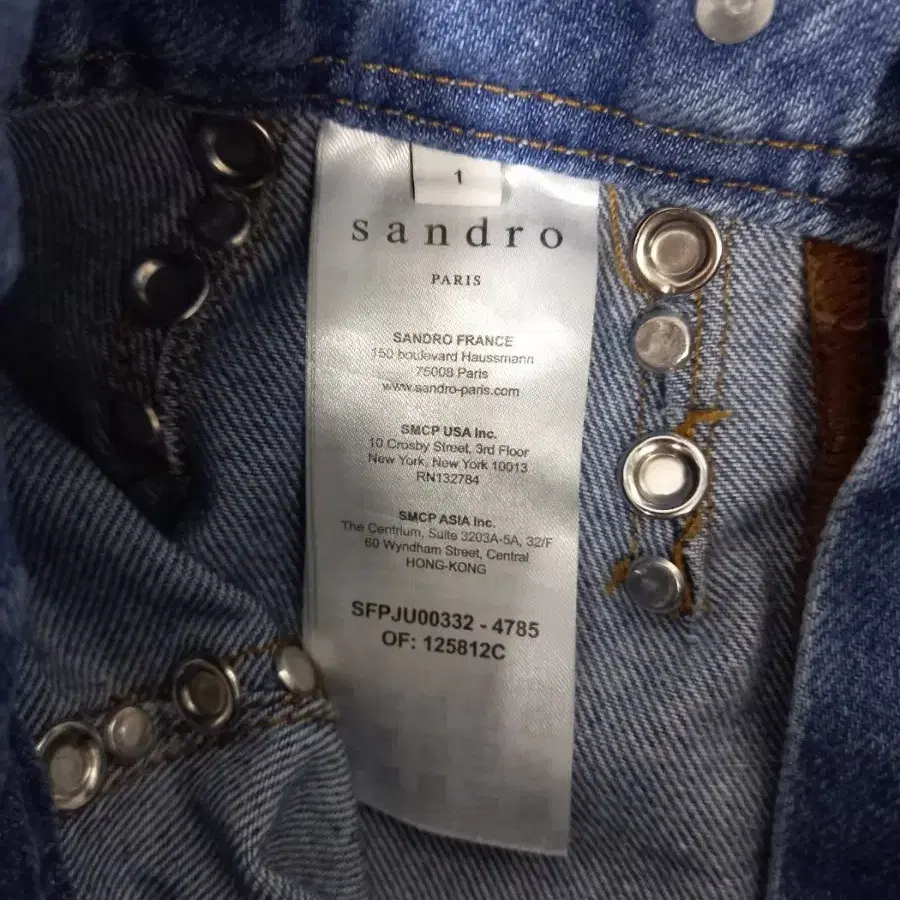 1
sandro
PARIS
SANDRO FRANCE
150 boulevard Haussmann
75008 Paris
www.sandro-paris.com
SMCP USA Inc.
10 Crosby Street, 3rd Floor
New York, New York 10013
RN132784
SMCP ASIA Inc.
The Centrium, Suite 3203A-5A, 32/F
60 Wyndham Street, Central
HONG-KONG
SFPJU00332 - 4785
OF: 125812C